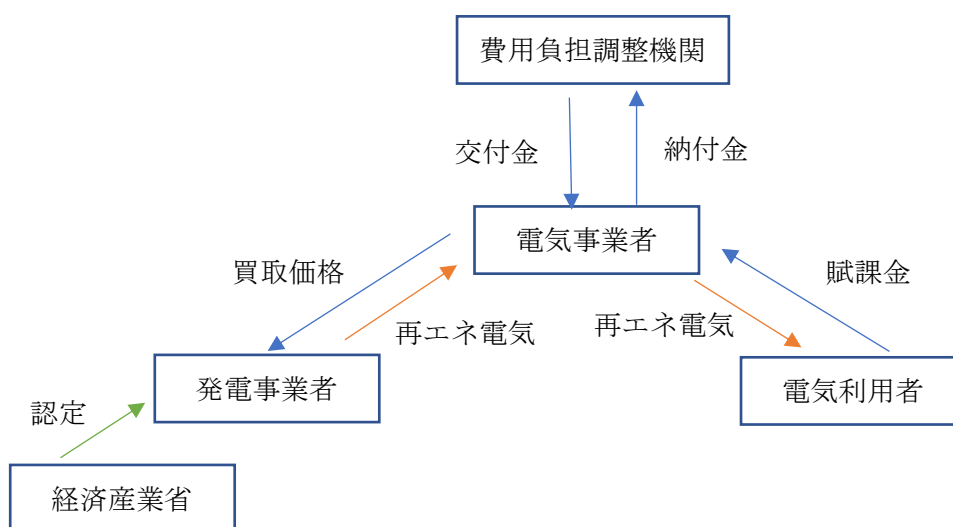 費用負担調整機関
交付金
納付金
電気事業者
買取価格
賦課金
再エネ電気
再エネ電気
発電事業者
電気利用者
認定
経済産業省